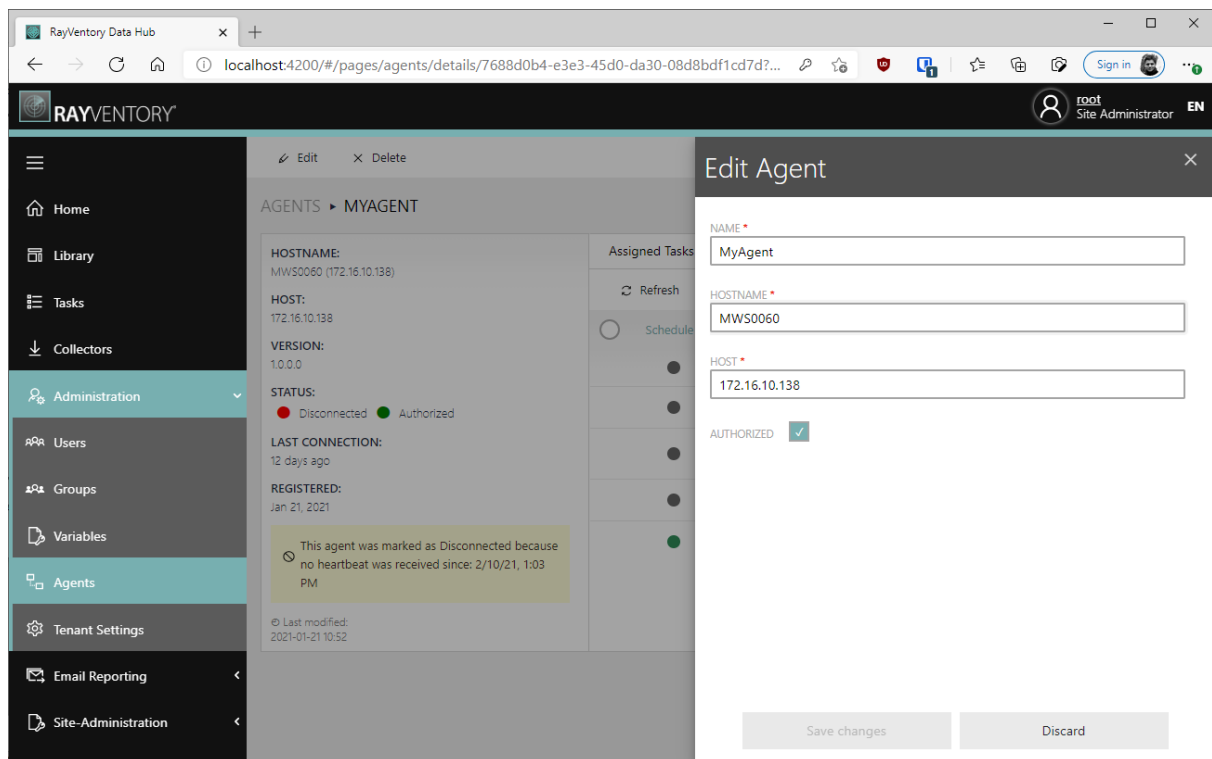 RayVentory Data Hub
localhost:4200/#/pages/agents/details/7688d0b4-e3e3-45d0-da30-08d8bdf1cd7d?...
1
Sign in
RAYVENTORY
root
Site Administrator
EN
Home
Library
Tasks
Collectors
Administration
Users
Groups
Variables
Agents
Tenant Settings
Email Reporting
Site-Administration
Edit
Delete
AGENTS ▸ MYAGENT
HOSTNAME:
MWS0060 (172.16.10.138)
HOST:
172.16.10.138
VERSION:
1.0.0.0
STATUS:
Disconnected Authorized
LAST CONNECTION:
12 days ago
REGISTERED:
Jan 21, 2021
This agent was marked as Disconnected because
no heartbeat was received since: 2/10/21, 1:03
PM
Last modified:
2021-01-21 10:52
Assigned Tasks
Refresh
Schedule
Edit Agent
NAME *
MyAgent
HOSTNAME *
MWS0060
HOST *
172.16.10.138
AUTHORIZED
Save changes
Discard